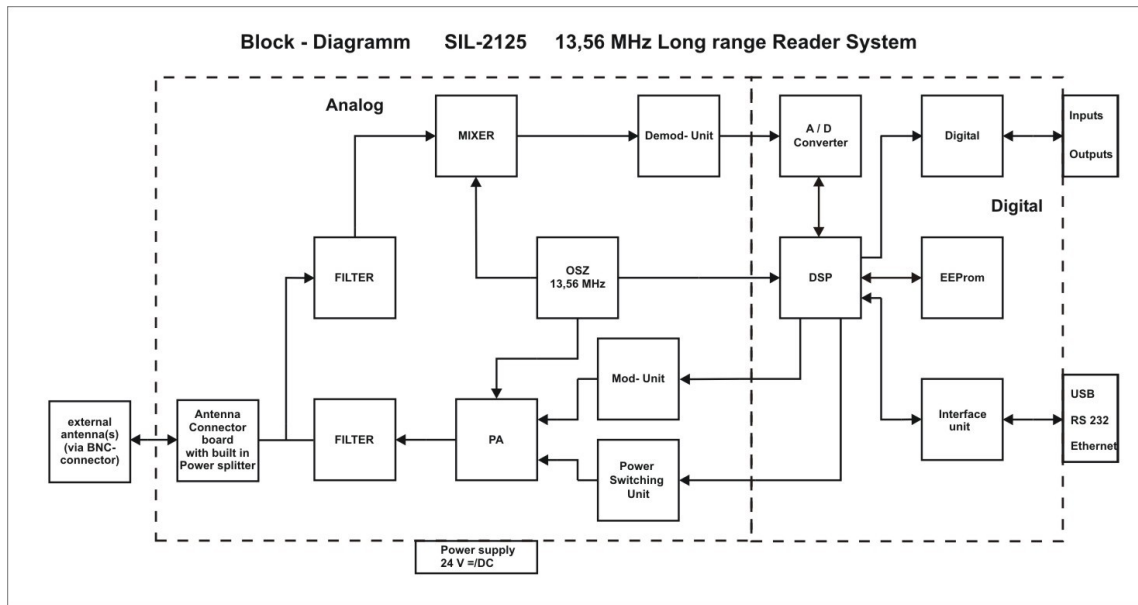 Block - Diagramm SIL-2125 13,56 MHz Long range Reader System
Analog
MIXER
Demod- Unit
A / D
Converter
Digital
Inputs
Outputs
Digital
FILTER
OSZ
13,56 MHz
DSP
EEProm
Mod- Unit
external
antenna(s)
(via BNC-
connector)
Antenna
Connector
board
with built in
Power splitter
FILTER
PA
Power
Switching
Unit
Interface
unit
USB
RS 232
Ethernet
Power supply
24 V =/DC